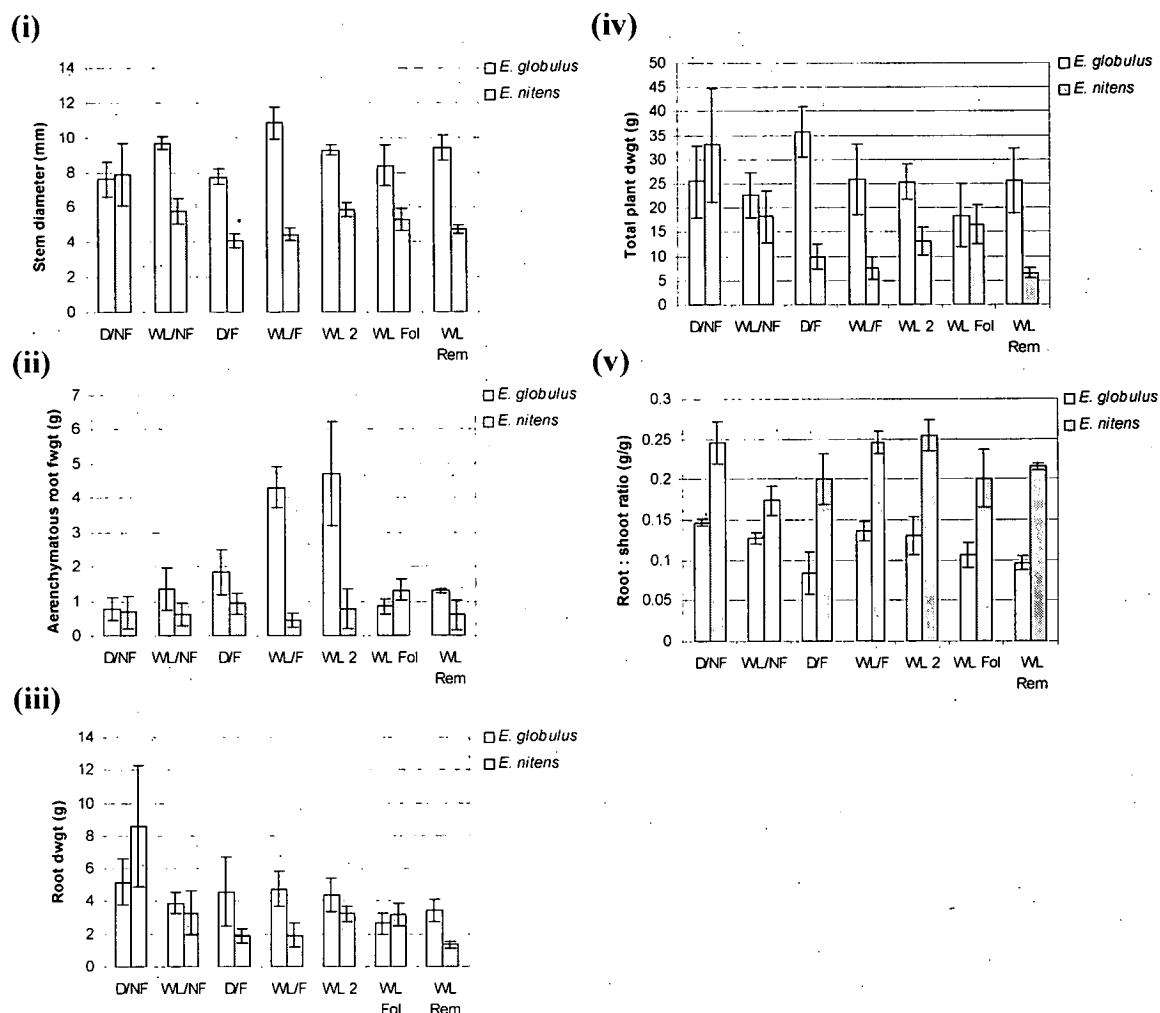 (i)
Stem diameter (mm)
14
12
10
8
6
4
2
0
D/NF WL/NF D/F WL/F WL 2 WL Fol WL
Rem
E. globulus
E. nitens
(ii)
Aerenchymatous root fwgt (g)
7
6
5
4
3
2
1
0
D/NF WL/NF D/F WL/F WL 2 WL Fol WL
Rem
E. globulus
E. nitens
(iii)
Root dwgt (g)
14
12
10
8
6
4
2
0
D/NF WL/NF D/F WL/F WL 2 WL WL
Fol Rem
E. globulus
E. nitens
(iv)
Total plant dwgt (g)
50
45
40
35
30
25
20
15
10
5
0
D/NF WL/NF D/F WL/F WL 2 WL Fol WL
Rem
E. globulus
E. nitens
(v)
Root : shoot ratio (g/g)
0.3
0.25
0.2
0.15
0.1
0.05
0
D/NF WL/NF D/F WL/F WL 2 WL Fol WL
Rem
E. globulus
E. nitens